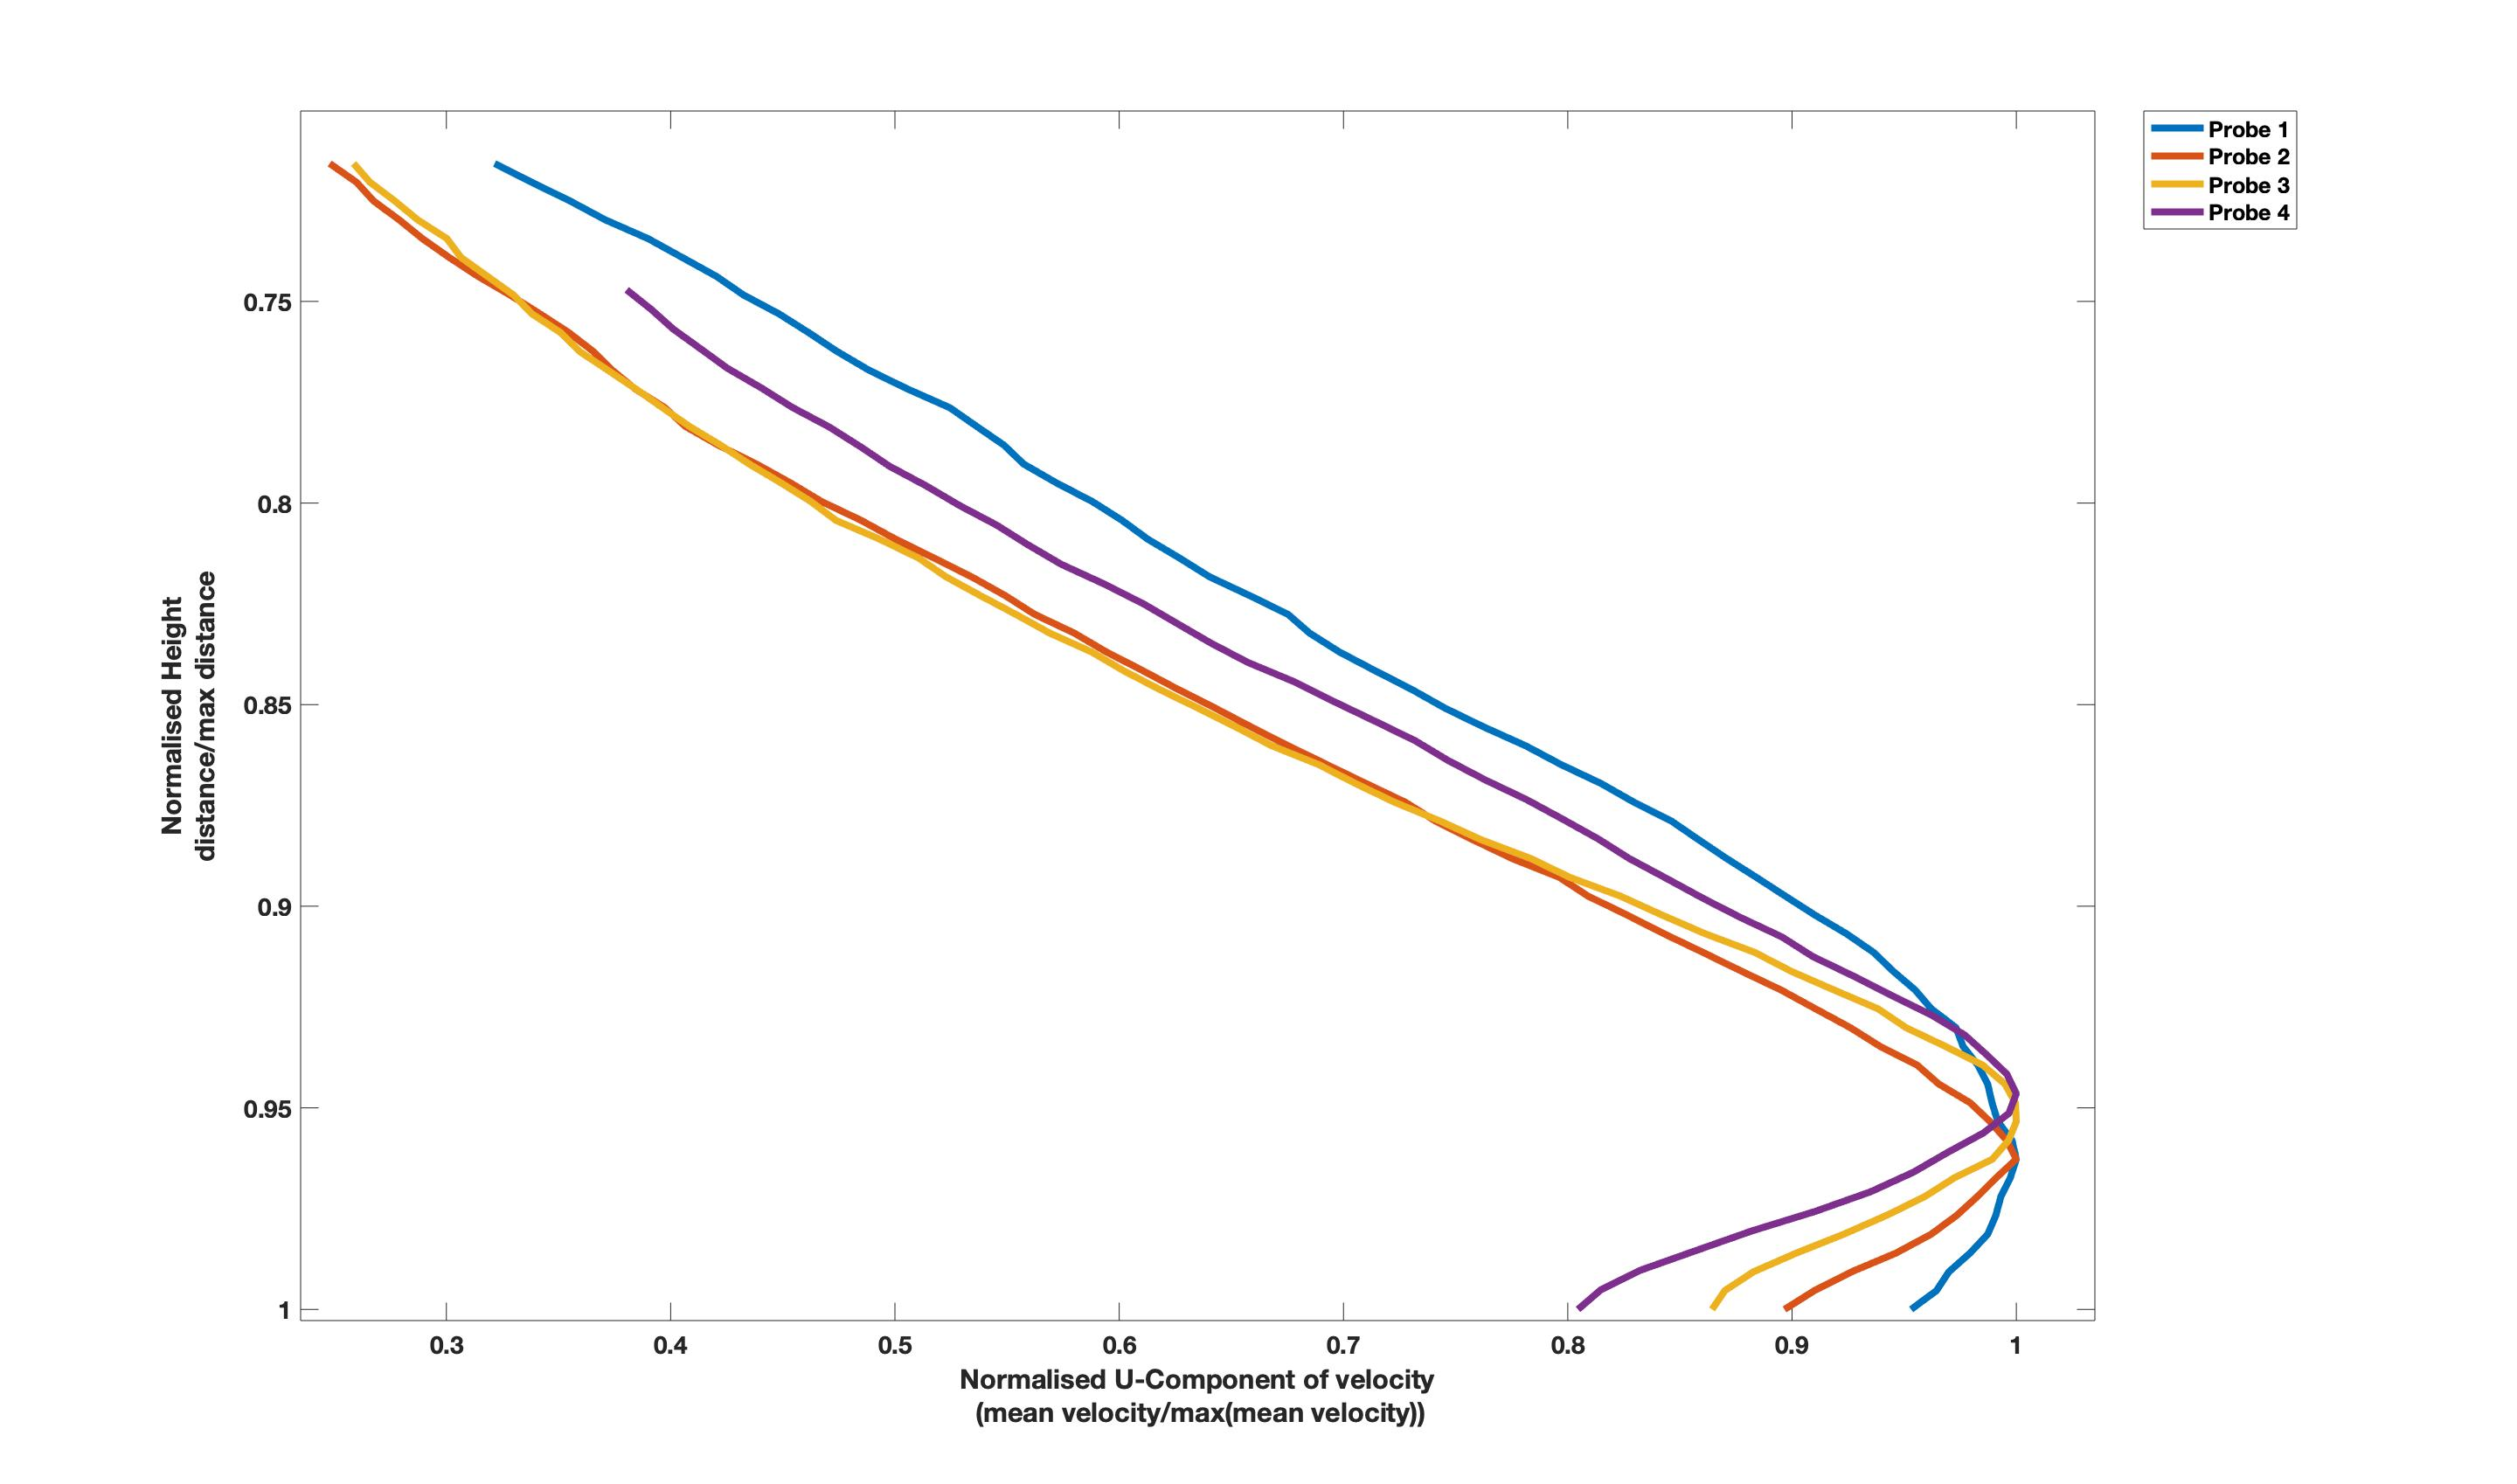 Probe 1
Probe 2
Probe 3
Probe 4
0.75
0.8
0.85
0.9
0.95
1
Normalised Height
distance/max distance
0.3
0.4
0.5
0.6
0.7
0.8
0.9
1
Normalised U-Component of velocity
(mean velocity/max(mean velocity))